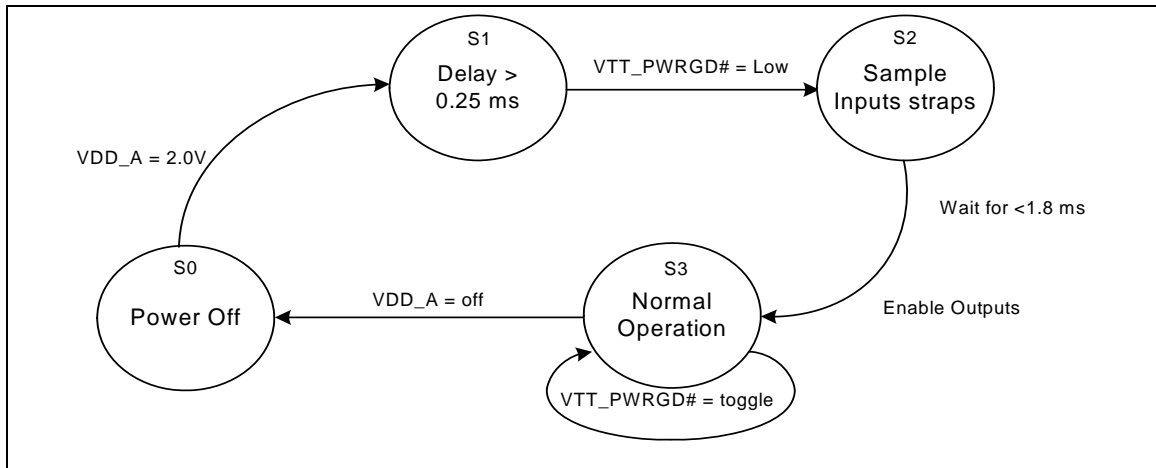 S1
Delay >
0.25 ms
VTT_PWRGD# = Low
S2
Sample
Inputs straps
VDD_A = 2.0V
Wait for <1.8 ms
S0
Power Off
VDD_A = off
S3
Normal
Operation
Enable Outputs
VTT_PWRGD# = toggle